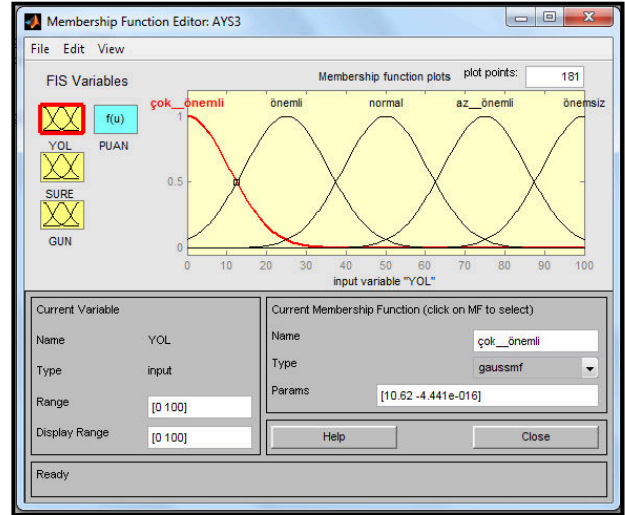 Membership Function Editor: AYS3
File Edit View
FIS Variables
f(u)
YOL PUAN
SURE
GUN
Membership function plots plot points: 181
çok__önemli önemli normal az__önemli önemsiz
1
0.5
0
0 10 20 30 40 50 60 70 80 90 100
input variable "YOL"
Current Variable
Name YOL
Type input
Range [0 100]
Display Range [0 100]
Current Membership Function (click on MF to select)
Name çok__önemli
Type gaussmf
Params [10.62 -4.441e-016]
Help Close
Ready